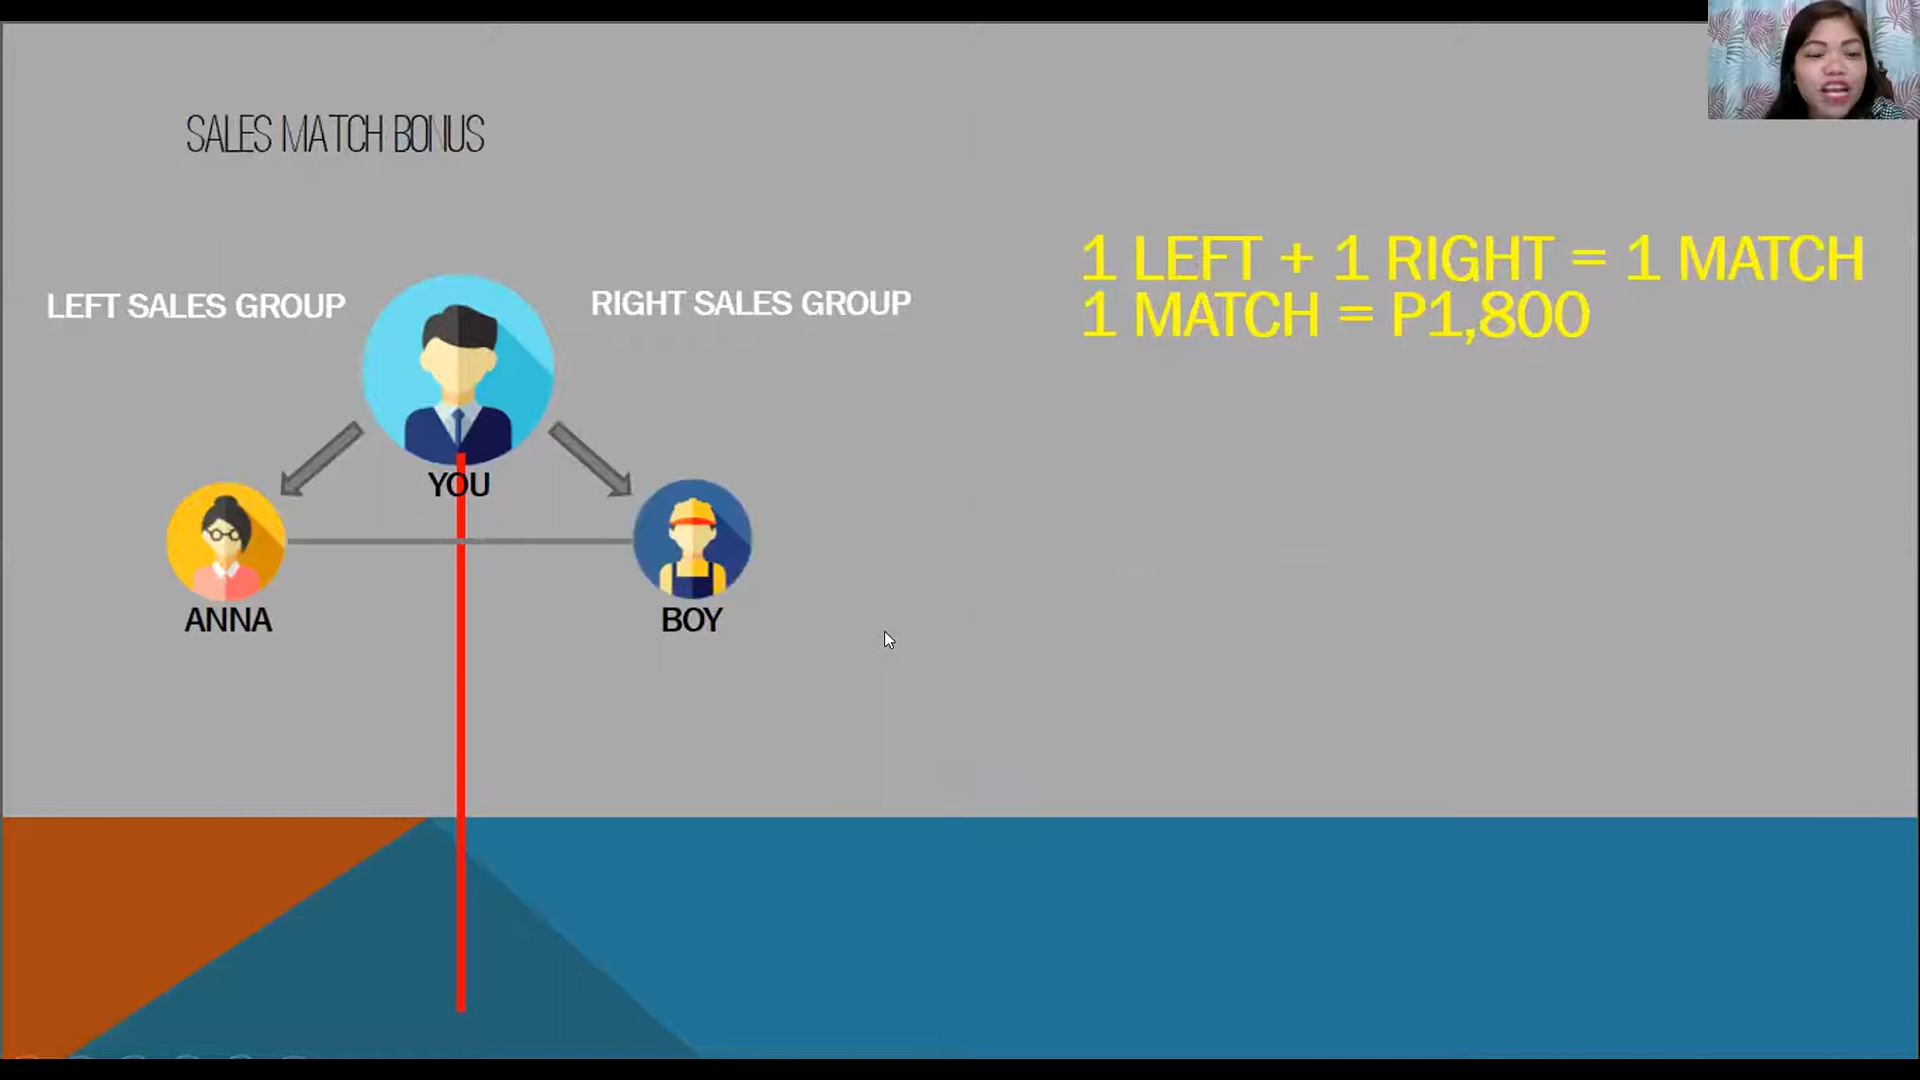 SALES MATCH BONUS
LEFT SALES GROUP
RIGHT SALES GROUP
1 LEFT + 1 RIGHT = 1 MATCH
1 MATCH = P1,800
YOU
ANNA
BOY